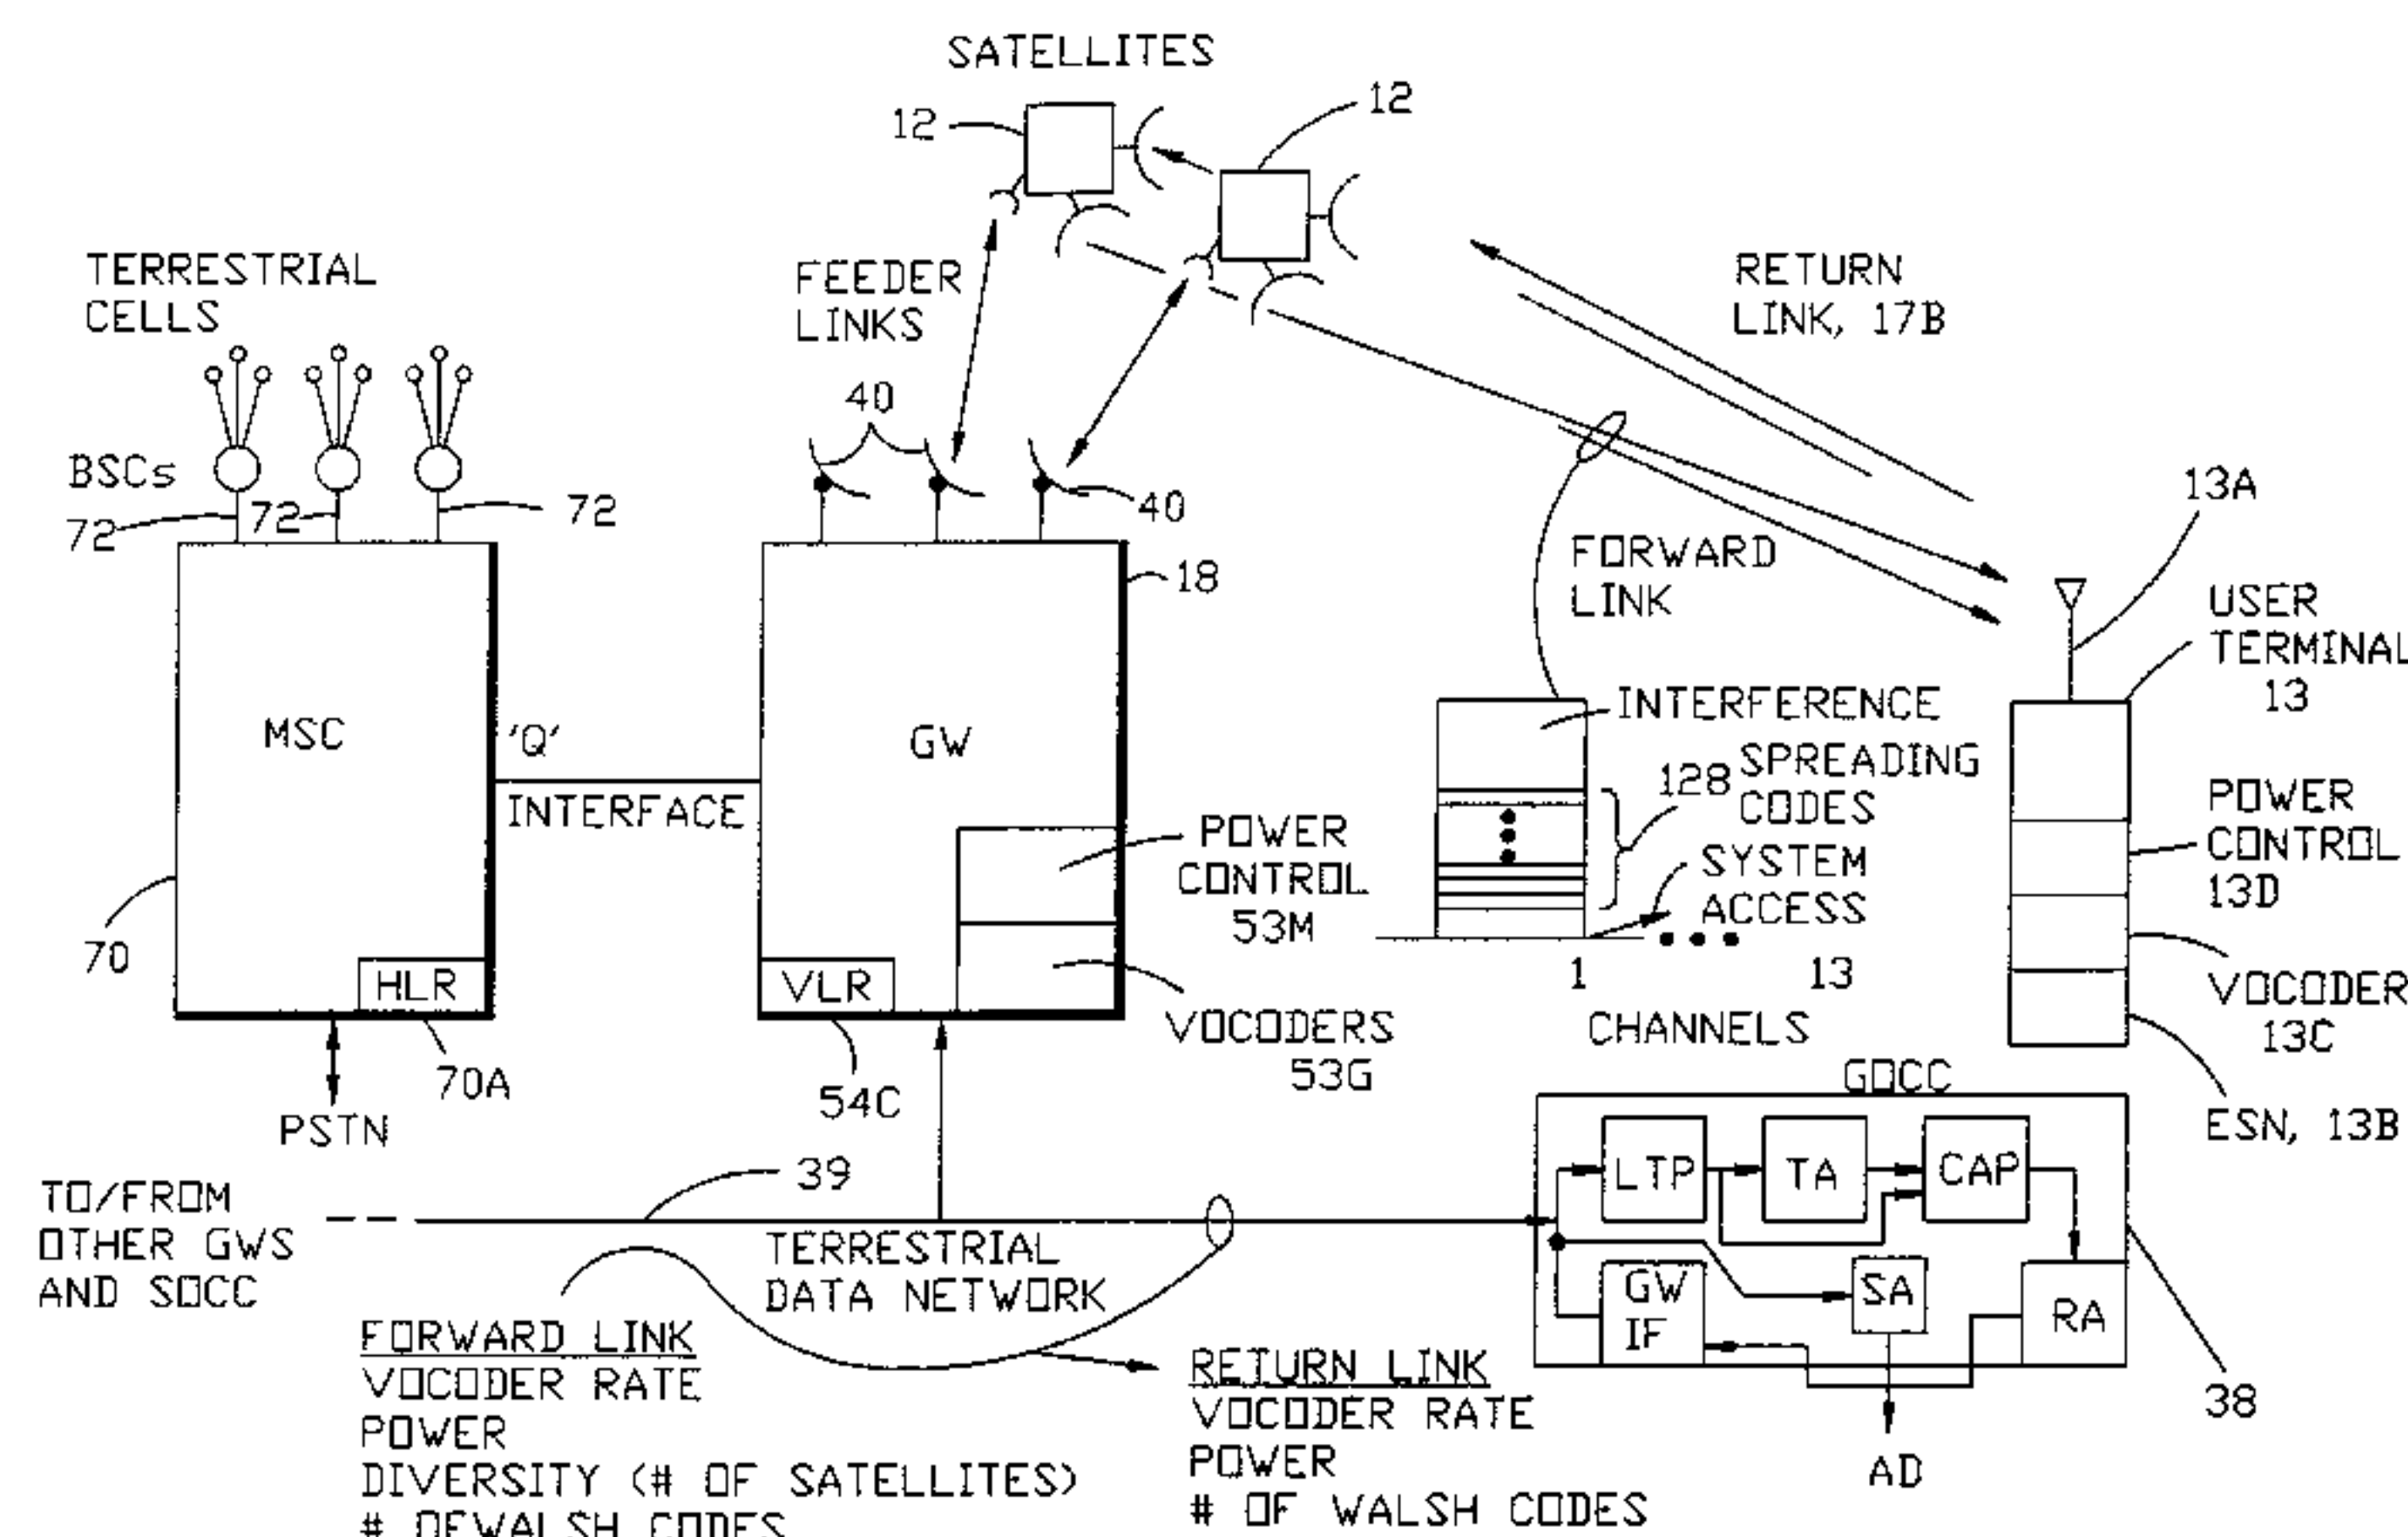 SATELLITES
12
12
TERRESTRIAL
CELLS
FEEDER
LINKS
RETURN
LINK, 17B
40
BSCs
72
72
72
40
13A
18
FORWARD
LINK
USER
TERMINAL
13
MSC
'Q'
INTERFACE
GW
INTERFERENCE
128
SPREADING
CODES
SYSTEM
ACCESS
POWER
CONTROL
53M
POWER
CONTROL
13D
70
HLR
VLR
1
13
CHANNELS
VOCODER
13C
VOCODERS
53G
70A
54C
PSTN
GOCC
ESN, 13B
LTP
TA
CAP
39
TO/FROM
OTHER GWS
AND SOCC
TERRESTRIAL
DATA NETWORK
GW
IF
SA
RA
38
AD
FORWARD LINK
VOCODER RATE
POWER
DIVERSITY (# OF SATELLITES)
# OFWALSH CODES
RETURN LINK
VOCODER RATE
POWER
# OF WALSH CODES